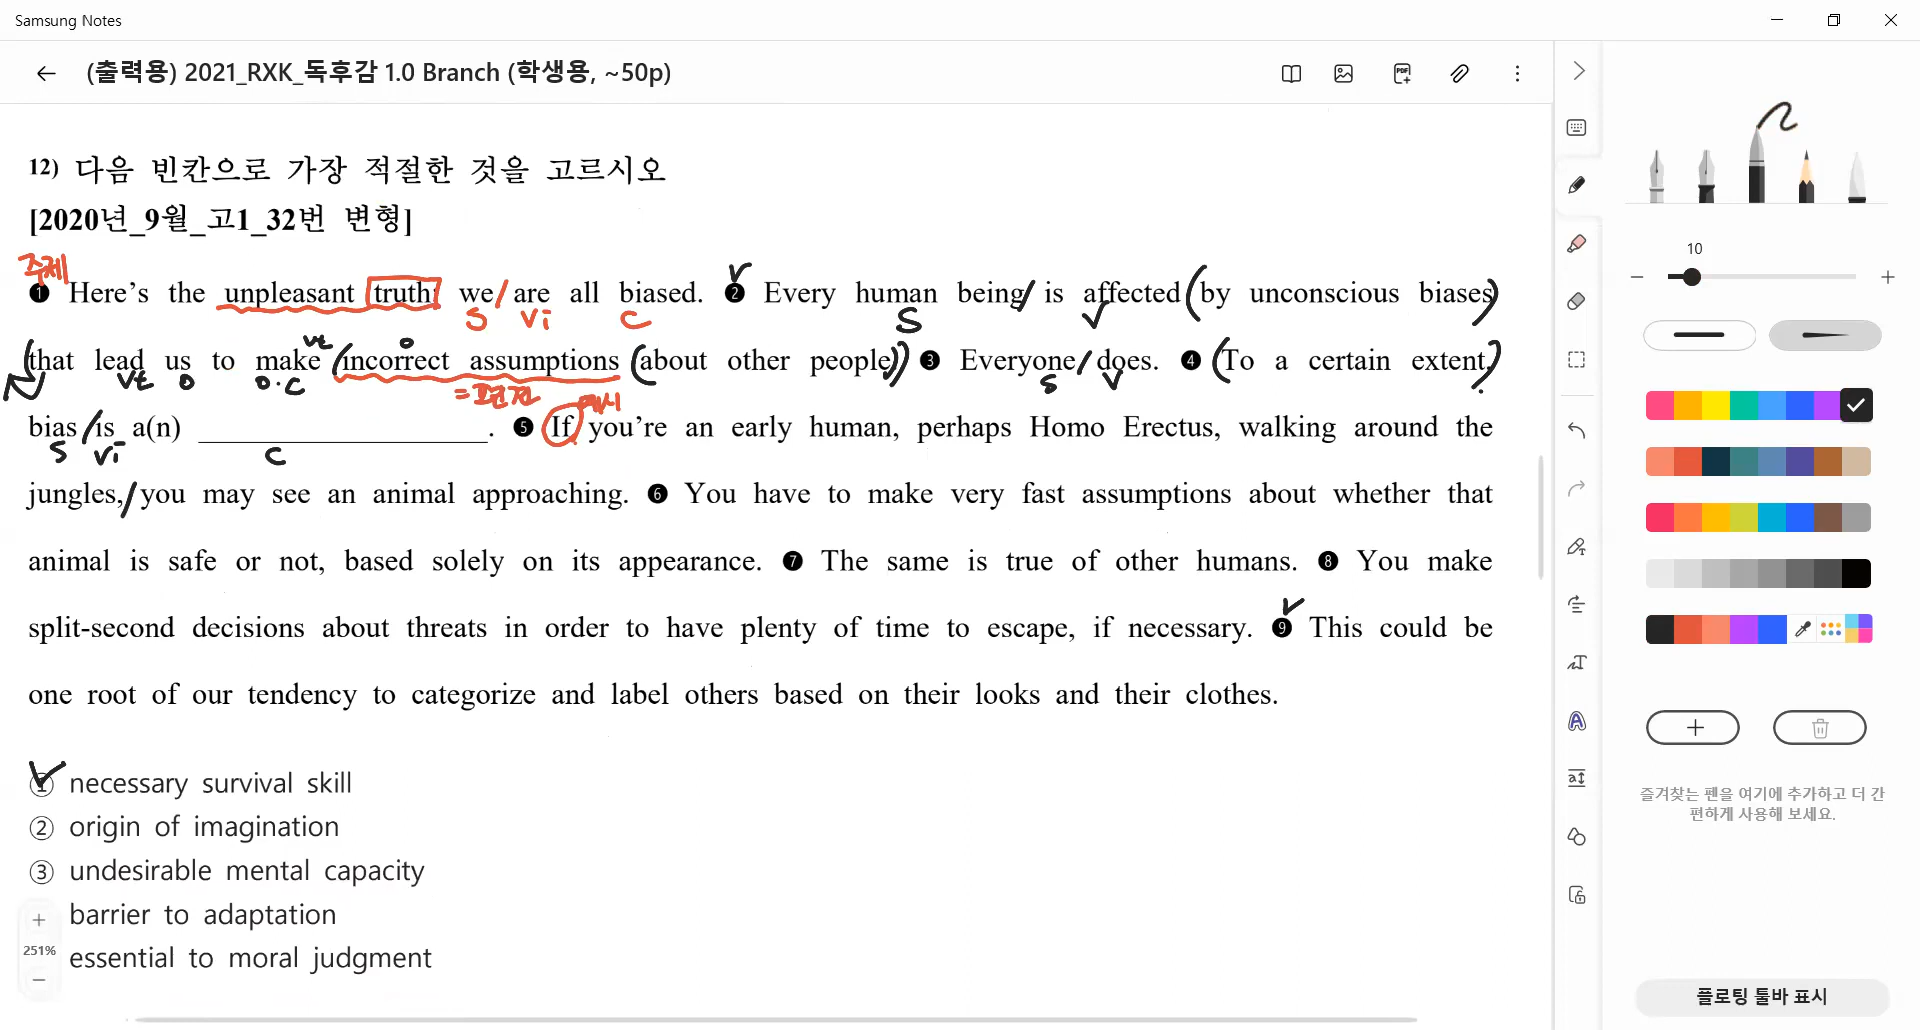 Samsung Notes
(출력용) 2021_RXK_독후감 1.0 Branch (학생용, ~50p)
12) 다음 빈칸으로 가장 적절한 것을 고르시오
[2020년_9월_고1_32번 변형]
주제
❶ Here's the unpleasant truth: we are all biased. ❷ Every human being is affected by unconscious biases
S Vi C S V
that lead us to make incorrect assumptions about other people. ❸ Everyone does. ❹ To a certain extent,
Vt O O·C Vt O S V
bias is a(n) ____________________. ❺ If you're an early human, perhaps Homo Erectus, walking around the
S Vi C
jungles, you may see an animal approaching. ❻ You have to make very fast assumptions about whether that
animal is safe or not, based solely on its appearance. ❼ The same is true of other humans. ❽ You make
split-second decisions about threats in order to have plenty of time to escape, if necessary. ❾ This could be
one root of our tendency to categorize and label others based on their looks and their clothes.
① necessary survival skill
② origin of imagination
③ undesirable mental capacity
barrier to adaptation
essential to moral judgment
251%
10
즐겨찾는 펜을 여기에 추가하고 더 간
편하게 사용해 보세요.
플로팅 툴바 표시